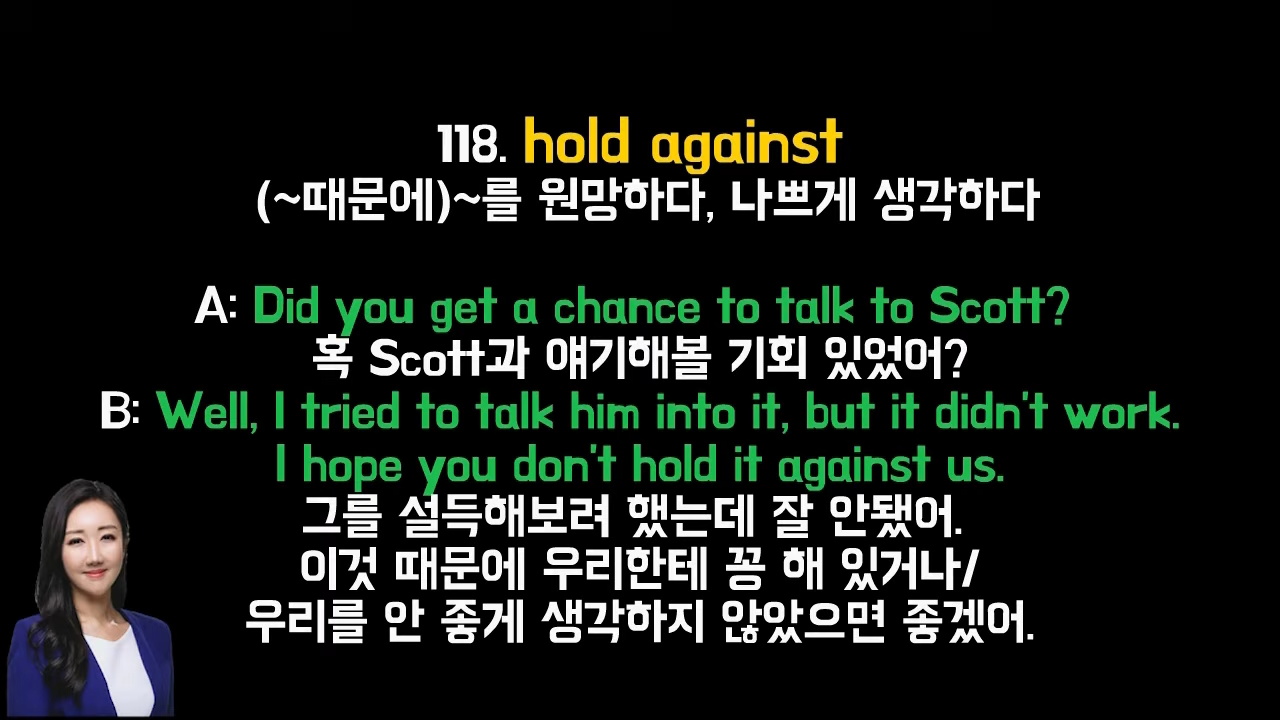 118. hold against
(~때문에)~를 원망하다, 나쁘게 생각하다
A: Did you get a chance to talk to Scott?
혹 Scott과 얘기해볼 기회 있었어?
B: Well, I tried to talk him into it, but it didn't work.
I hope you don't hold it against us.
그를 설득해보려 했는데 잘 안됐어.
이것 때문에 우리한테 꽁 해 있거나/
우리를 안 좋게 생각하지 않았으면 좋겠어.